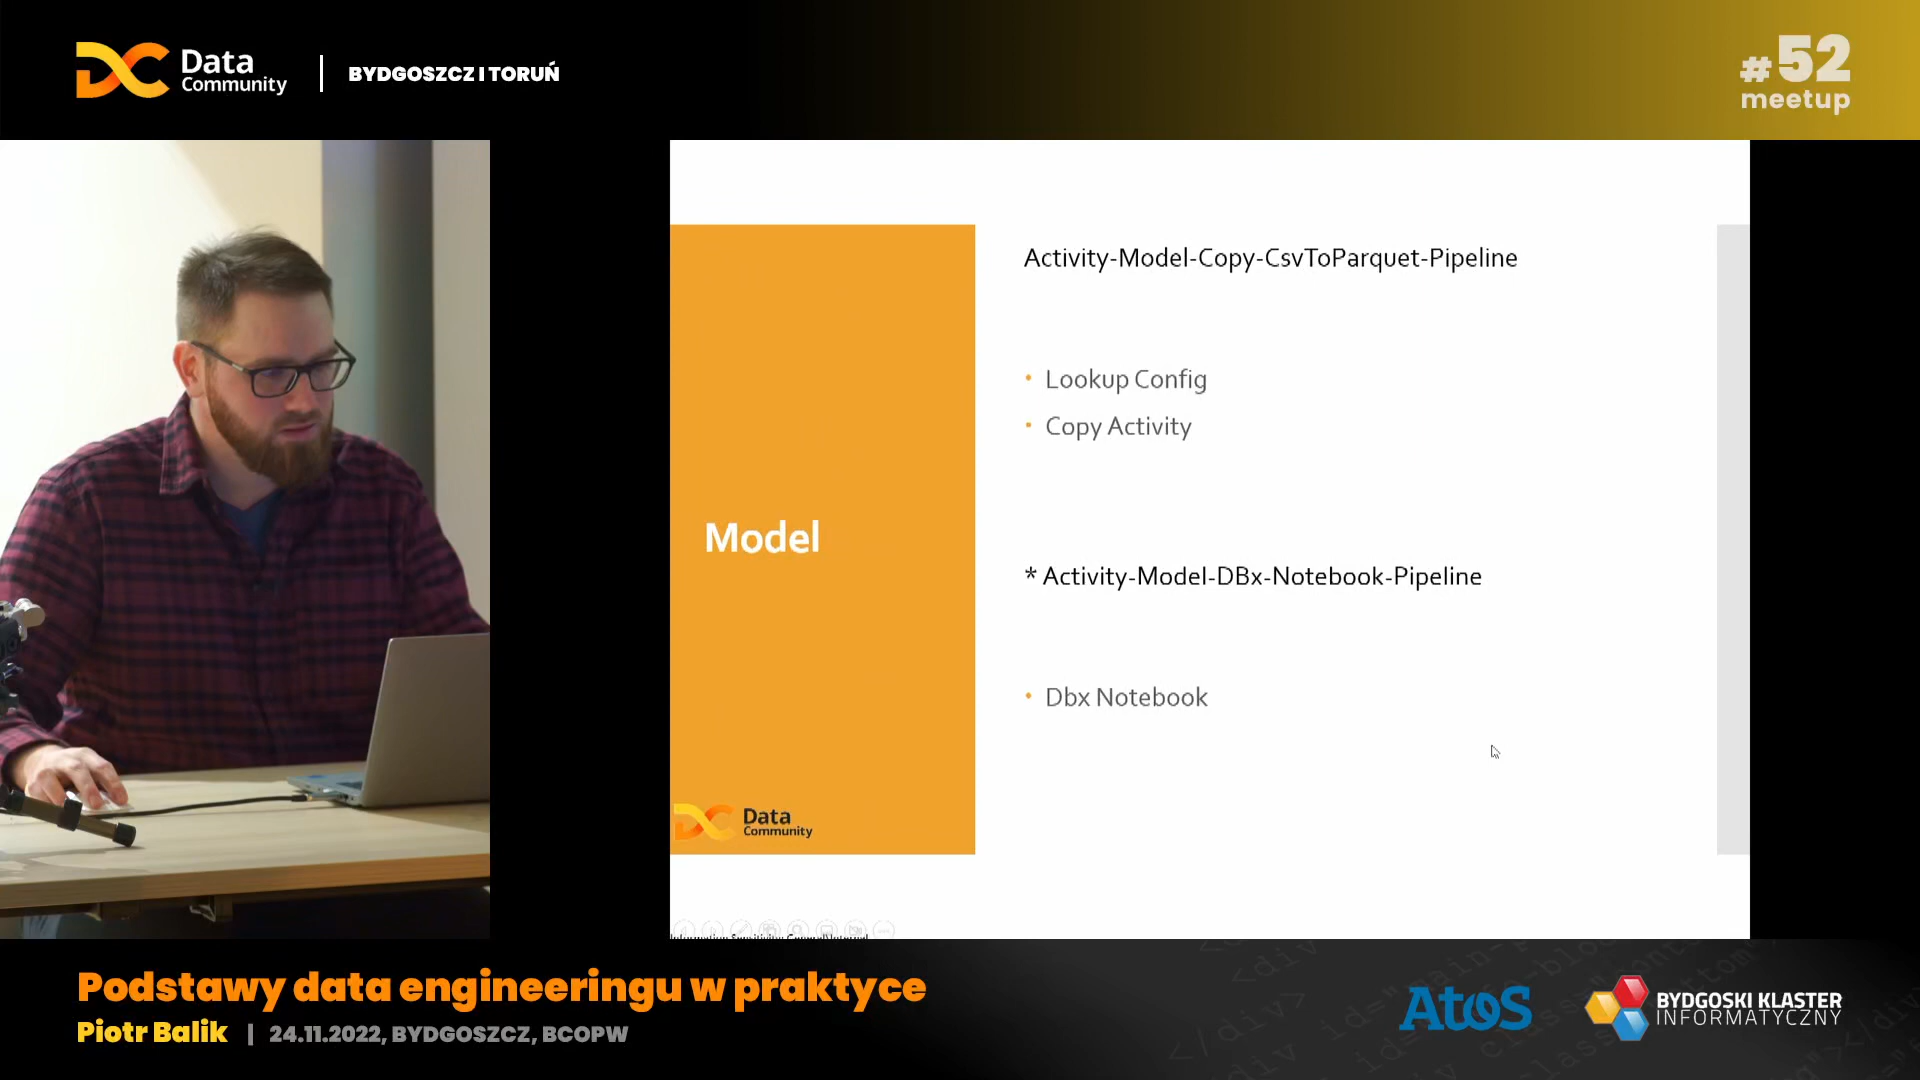 Data
Community
BYDGOSZCZ I TORUŃ
#52
meetup
Activity-Model-Copy-CsvToParquet-Pipeline
• Lookup Config
• Copy Activity
Model
* Activity-Model-DBx-Notebook-Pipeline
• Dbx Notebook
Data
Community
Podstawy data engineeringu w praktyce
Piotr Balik | 24.11.2022, BYDGOSZCZ, BCOPW
Atos
BYDGOSKI KLASTER
INFORMATYCZNY